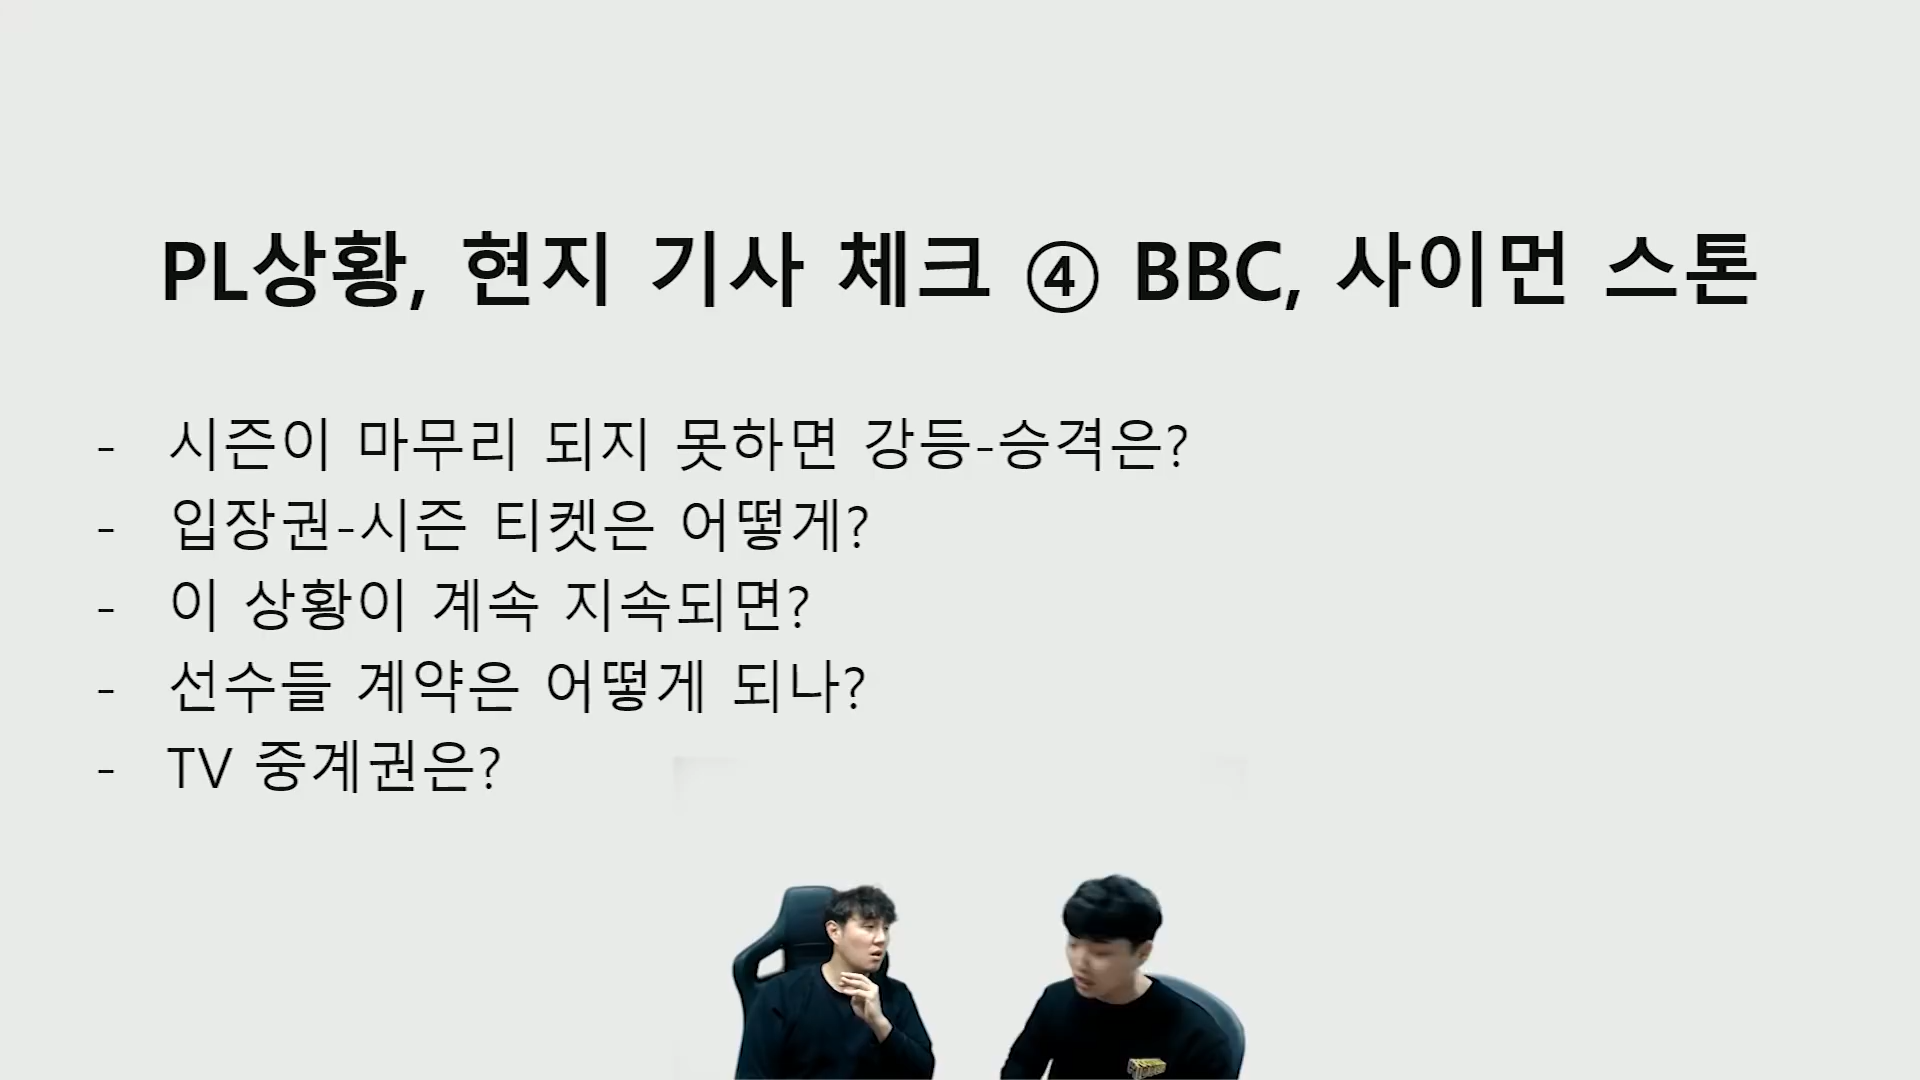 PL상황, 현지 기사 체크 ④ BBC, 사이먼 스톤
- 시즌이 마무리 되지 못하면 강등-승격은?
- 입장권-시즌 티켓은 어떻게?
- 이 상황이 계속 지속되면?
- 선수들 계약은 어떻게 되나?
- TV 중계권은?